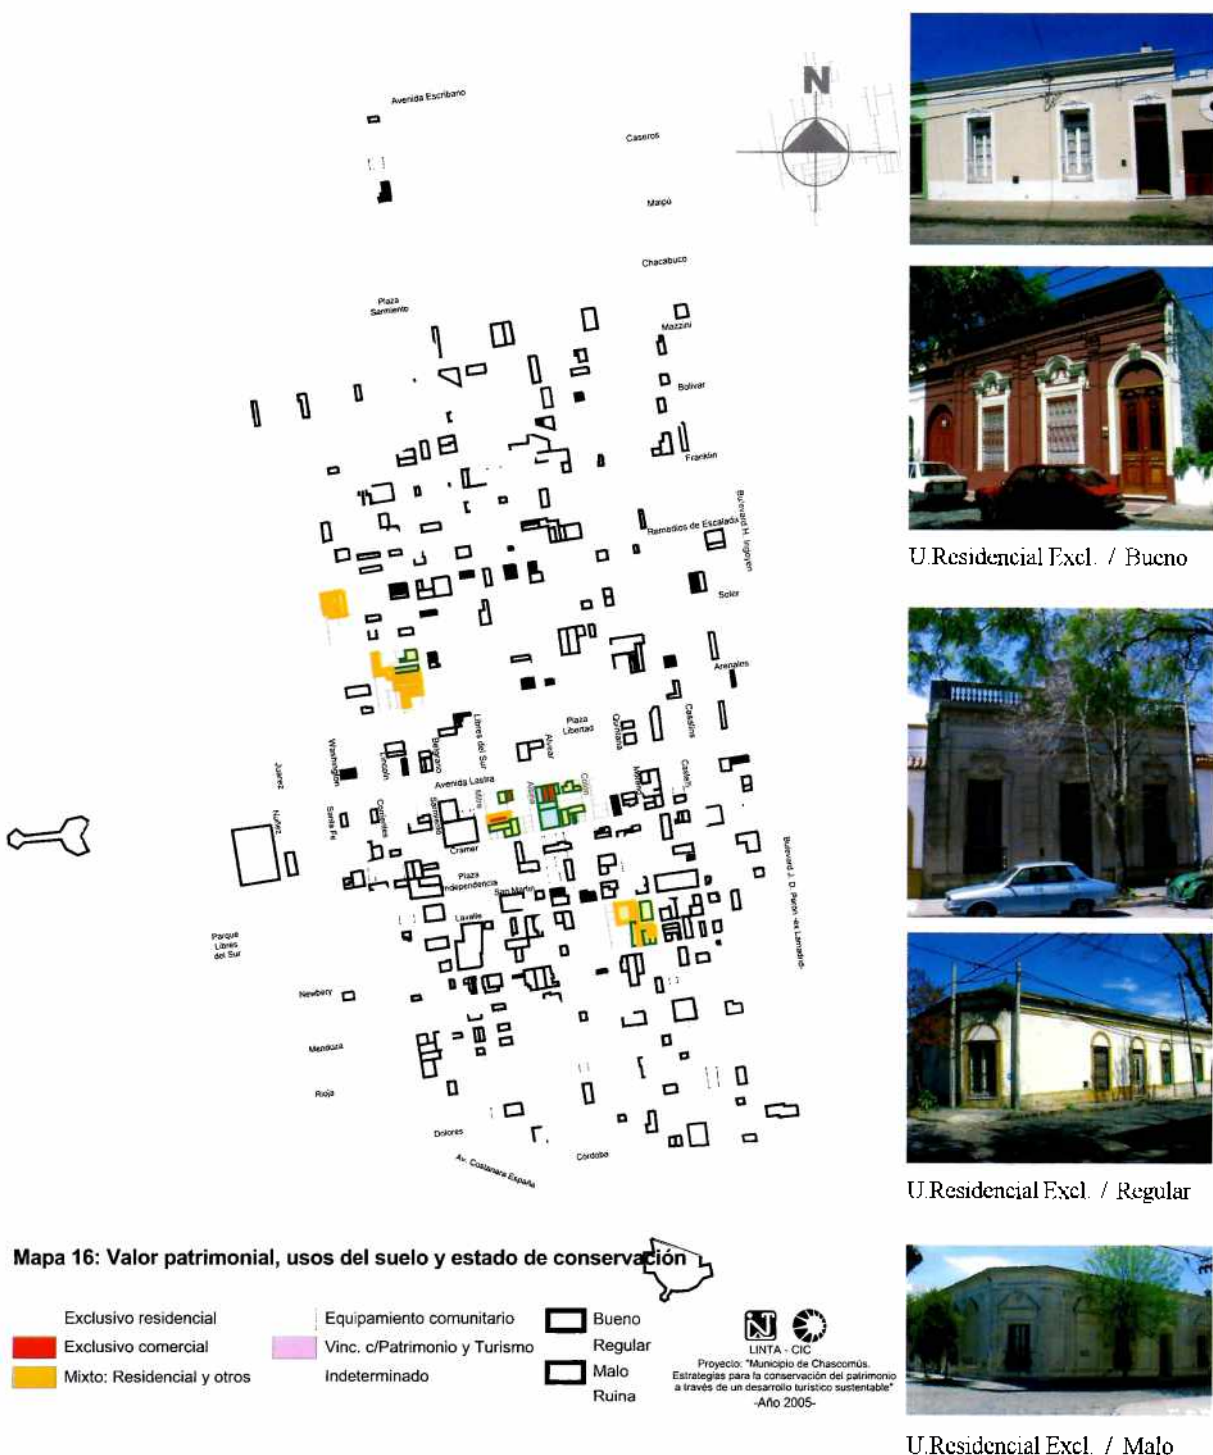 N
Avenida Escribano
Caseros
Maipú
Chacabuco
Plaza
Sarmiento
Mazzini
Bolivar
Franklin
Bulevard H. Irigoyen
Remedios de Escalada
Soler
Arenales
Plaza
Libertad
Quintana
Casalins
Libres del Sur
Alvear
Belgrano
Lincoln
Washington
Juarez
Avenida Lastra
Mitre
Alsina
Colón
Moreno
Castelli
Nuñez
Santa Fe
Corrientes
Sarmiento
Cramer
Plaza
Independencia
San Martín
Lavalle
Bulevard J. D. Perón -ex Lamadrid-
Parque
Libres
del Sur
Newbery
Mendoza
Rioja
Dolores
Av. Costanera España
Córdoba
U.Residencial Excl. / Bueno
U.Residencial Excl. / Regular
U.Residencial Excl. / Malo
Mapa 16: Valor patrimonial, usos del suelo y estado de conservación
Exclusivo residencial
Exclusivo comercial
Mixto: Residencial y otros
Equipamiento comunitario
Vinc. c/Patrimonio y Turismo
Indeterminado
Bueno
Regular
Malo
Ruina
LINTA - CIC
Proyecto: "Municipio de Chascomús.
Estrategias para la conservación del patrimonio
a través de un desarrollo turístico sustentable"
-Año 2005-